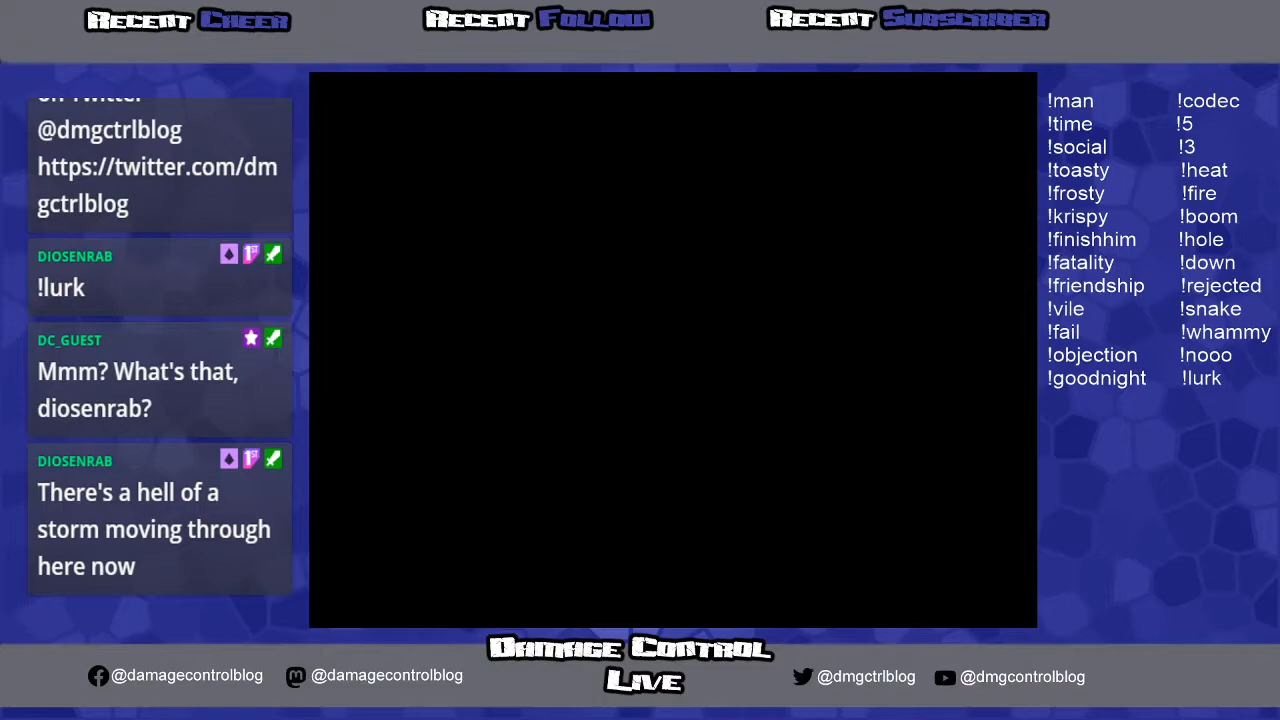 RECENT CHEER
RECENT FOLLOW
RECENT SUBSCRIBER
on Twitter
@dmgctrlblog
https://twitter.com/dm
gctrlblog
DIOSENRAB
!lurk
DC_GUEST
Mmm? What's that,
diosenrab?
DIOSENRAB
There's a hell of a
storm moving through
here now
!man !codec
!time !5
!social !3
!toasty !heat
!frosty !fire
!krispy !boom
!finishhim !hole
!fatality !down
!friendship !rejected
!vile !snake
!fail !whammy
!objection !nooo
!goodnight !lurk
DAMAGE CONTROL
LIVE
@damagecontrolblog
@damagecontrolblog
@dmgctrlblog
@dmgcontrolblog